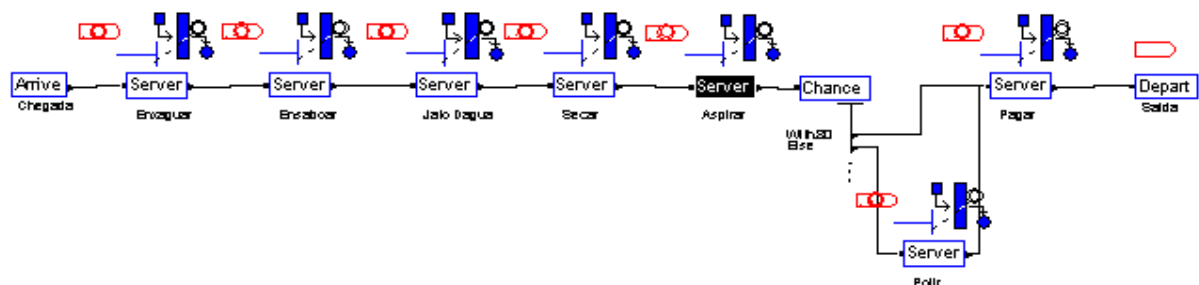 Arrive
Chegada
Server
Enxaguar
Server
Ensaboar
Server
Jato Dagua
Server
Secar
Server
Aspirar
Chance
With 80
Else
Server
Polir
Server
Pagar
Depart
Saida